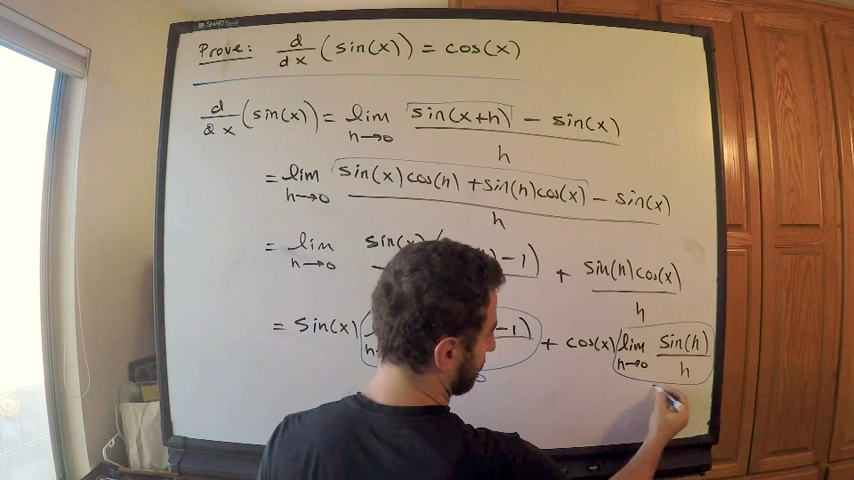 SMART
Prove: d/dx (sin(x)) = cos(x)
d/dx (sin(x)) = lim h→0 (sin(x+h) - sin(x))/h
= lim h→0 (sin(x)cos(h) + sin(h)cos(x) - sin(x))/h
= lim h→0 sin(x) -1) + sin(h)cos(x)/h
= sin(x) -1) + cos(x) lim h→0 sin(h)/h